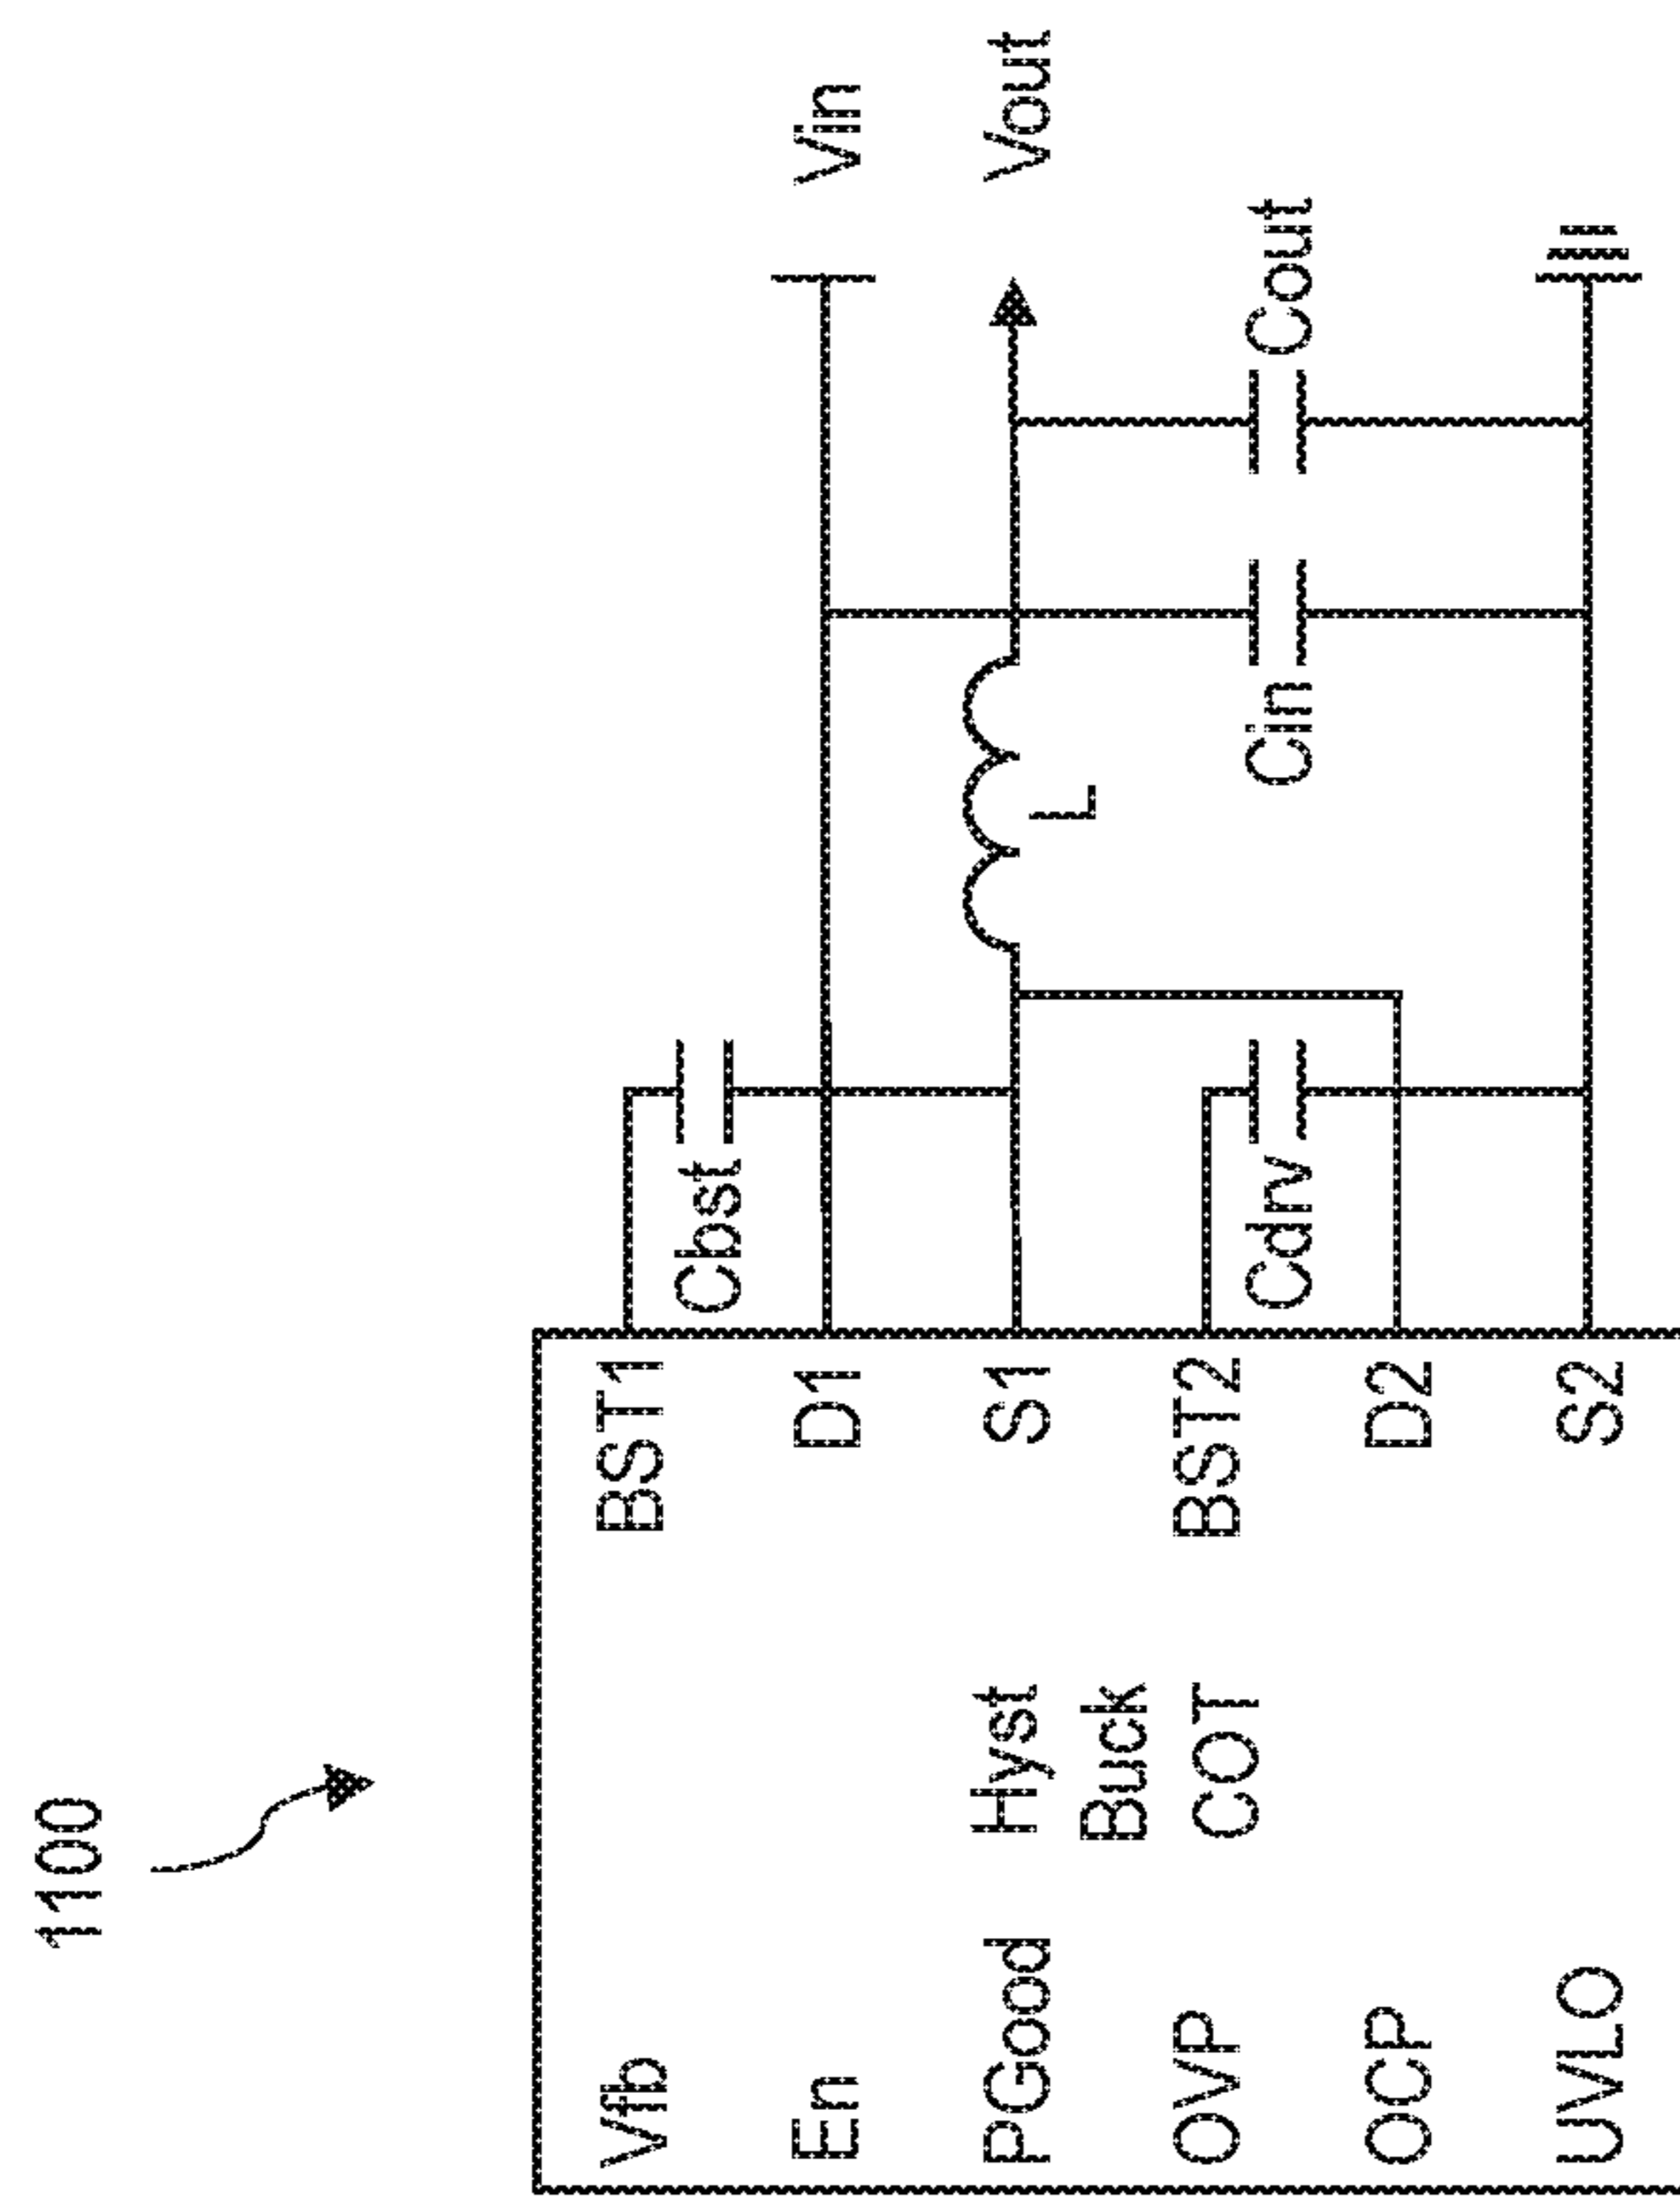 1100
Vfb
En
PGood
OVP
OCP
UVLO
Hyst
Buck
COT
BST1
D1
S1
BST2
D2
S2
Cbst
Cdrv
L
Cin
Cout
Vin
Vout